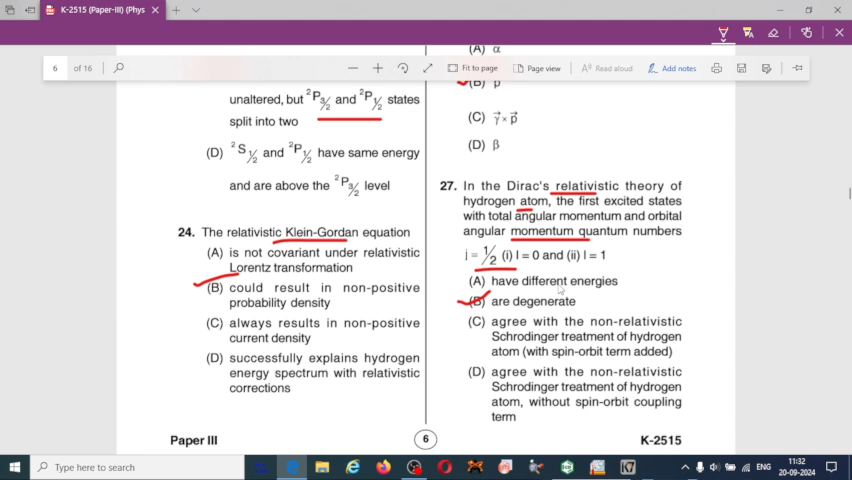 K-2515 (Paper-III) (Phys
6 of 16
Fit to page
Page view
Read aloud
Add notes
unaltered, but ²P₃⁄₂ and ²P₁⁄₂ states
split into two
(D) ²S₁⁄₂ and ²P₁⁄₂ have same energy
and are above the ²P₃⁄₂ level
24. The relativistic Klein-Gordan equation
(A) is not covariant under relativistic
Lorentz transformation
(B) could result in non-positive
probability density
(C) always results in non-positive
current density
(D) successfully explains hydrogen
energy spectrum with relativistic
corrections
(A) α
(B) p
(C) γ⃗ × p⃗
(D) β
27. In the Dirac's relativistic theory of
hydrogen atom, the first excited states
with total angular momentum and orbital
angular momentum quantum numbers
j = ½ (i) l = 0 and (ii) l = 1
(A) have different energies
(B) are degenerate
(C) agree with the non-relativistic
Schrodinger treatment of hydrogen
atom (with spin-orbit term added)
(D) agree with the non-relativistic
Schrodinger treatment of hydrogen
atom, without spin-orbit coupling
term
Paper III
6
K-2515
Type here to search
ENG
11:32
20-09-2024